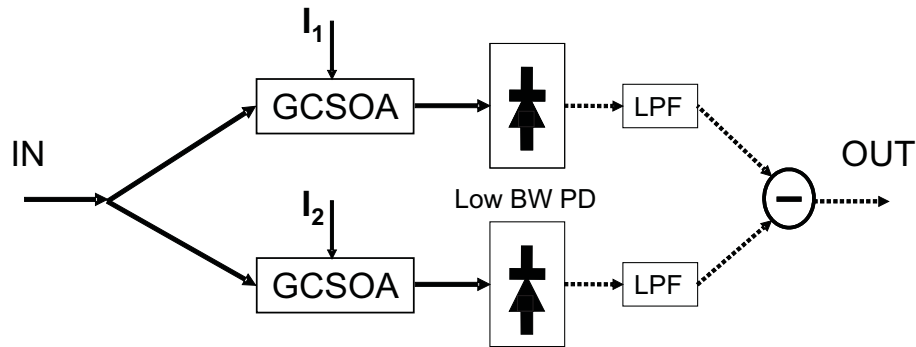 I₁
GCSOA
LPF
IN
OUT
Low BW PD
I₂
GCSOA
LPF